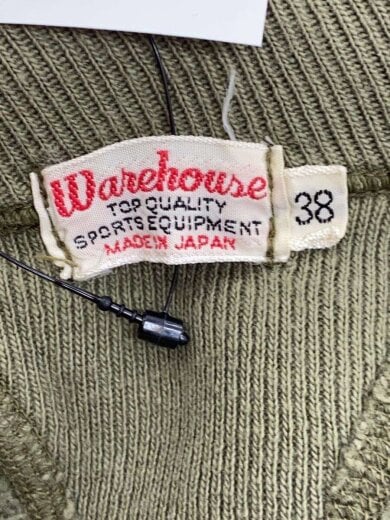 Warehouse
TOP QUALITY
SPORTS EQUIPMENT
MADE IN JAPAN
38